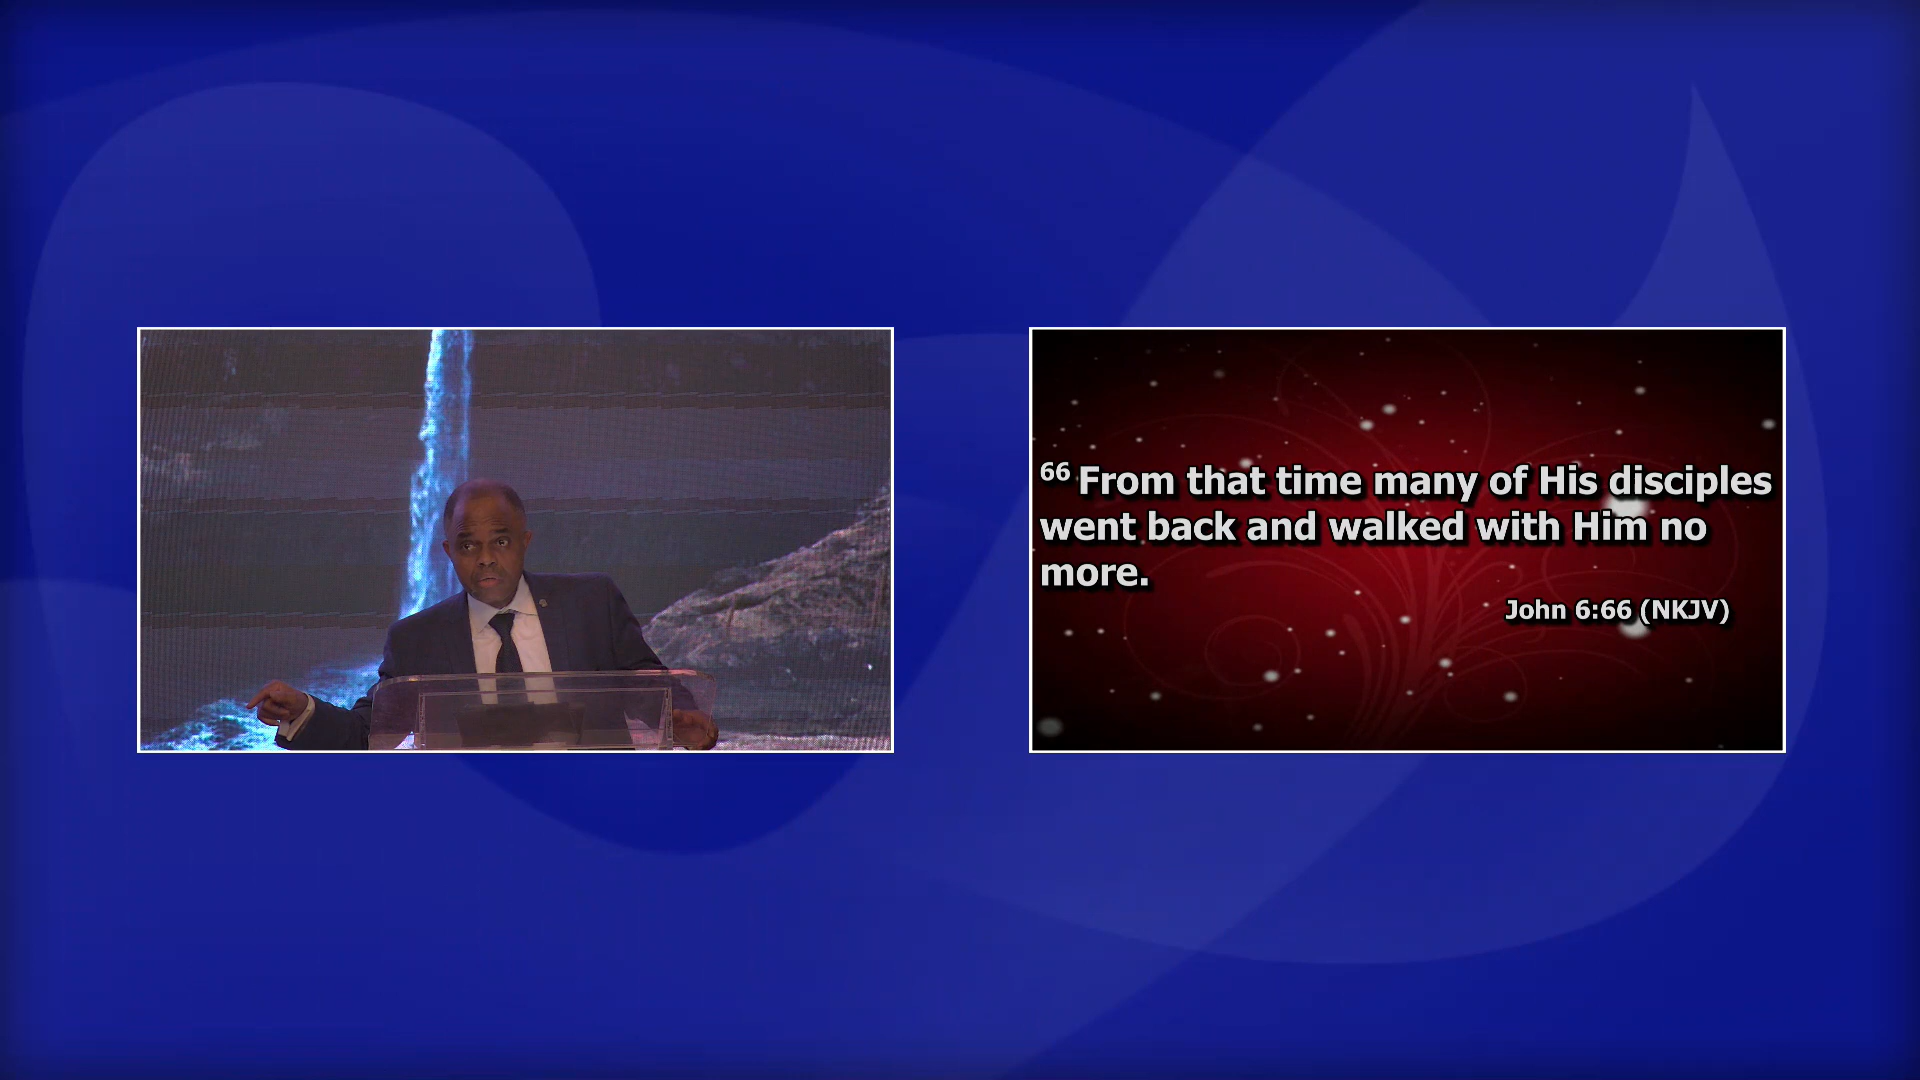 66 From that time many of His disciples
went back and walked with Him no
more.
John 6:66 (NKJV)